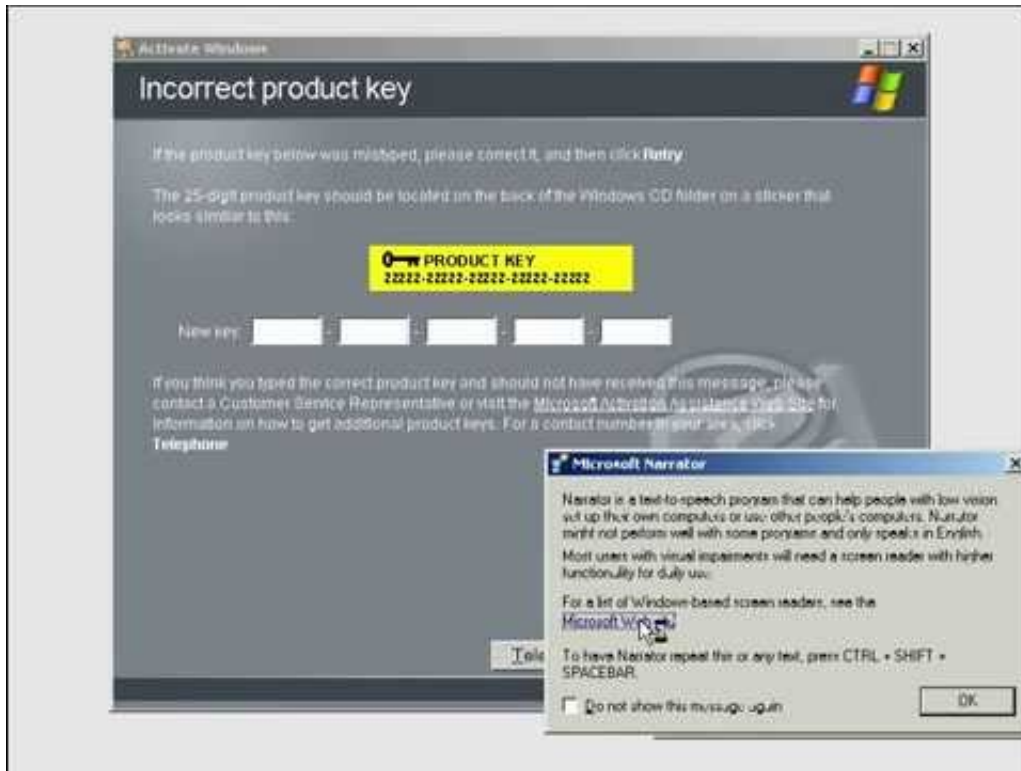 Activate Windows
Incorrect product key
If the product key below was mistyped, please correct it, and then click Retry
The 25-digit product key should be located on the back of the Windows CD folder on a sticker that
looks similar to this:
PRODUCT KEY
22222-22222-22222-22222-22222
New key: - - - -
If you think you typed the correct product key and should not have received this message, please
contact a Customer Service Representative or visit the Microsoft Activation Assistance Web Site for
information on how to get additional product keys. For a contact number in your area, click
Telephone
Microsoft Narrator
Narrator is a text-to-speech program that can help people with low vision
set up their own computers or use other people's computers. Narrator
might not perform well with some programs and only speaks in English.
Most users with visual impairments will need a screen reader with higher
functionality for daily use.
For a list of Windows-based screen readers, see the
Microsoft Web
To have Narrator repeat this or any text, press CTRL + SHIFT +
SPACEBAR.
Do not show this message again
OK
Tele